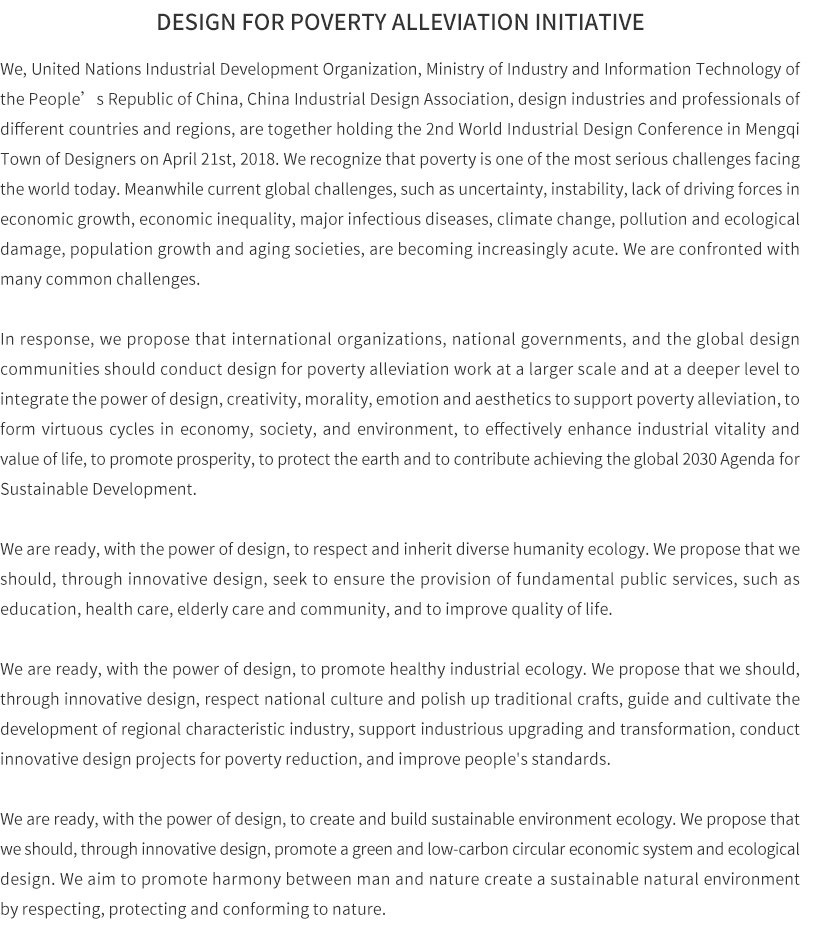 DESIGN FOR POVERTY ALLEVIATION INITIATIVE
We, United Nations Industrial Development Organization, Ministry of Industry and Information Technology of
the People’s Republic of China, China Industrial Design Association, design industries and professionals of
different countries and regions, are together holding the 2nd World Industrial Design Conference in Mengqi
Town of Designers on April 21st, 2018. We recognize that poverty is one of the most serious challenges facing
the world today. Meanwhile current global challenges, such as uncertainty, instability, lack of driving forces in
economic growth, economic inequality, major infectious diseases, climate change, pollution and ecological
damage, population growth and aging societies, are becoming increasingly acute. We are confronted with
many common challenges.
In response, we propose that international organizations, national governments, and the global design
communities should conduct design for poverty alleviation work at a larger scale and at a deeper level to
integrate the power of design, creativity, morality, emotion and aesthetics to support poverty alleviation, to
form virtuous cycles in economy, society, and environment, to effectively enhance industrial vitality and
value of life, to promote prosperity, to protect the earth and to contribute achieving the global 2030 Agenda for
Sustainable Development.
We are ready, with the power of design, to respect and inherit diverse humanity ecology. We propose that we
should, through innovative design, seek to ensure the provision of fundamental public services, such as
education, health care, elderly care and community, and to improve quality of life.
We are ready, with the power of design, to promote healthy industrial ecology. We propose that we should,
through innovative design, respect national culture and polish up traditional crafts, guide and cultivate the
development of regional characteristic industry, support industrious upgrading and transformation, conduct
innovative design projects for poverty reduction, and improve people's standards.
We are ready, with the power of design, to create and build sustainable environment ecology. We propose that
we should, through innovative design, promote a green and low-carbon circular economic system and ecological
design. We aim to promote harmony between man and nature create a sustainable natural environment
by respecting, protecting and conforming to nature.